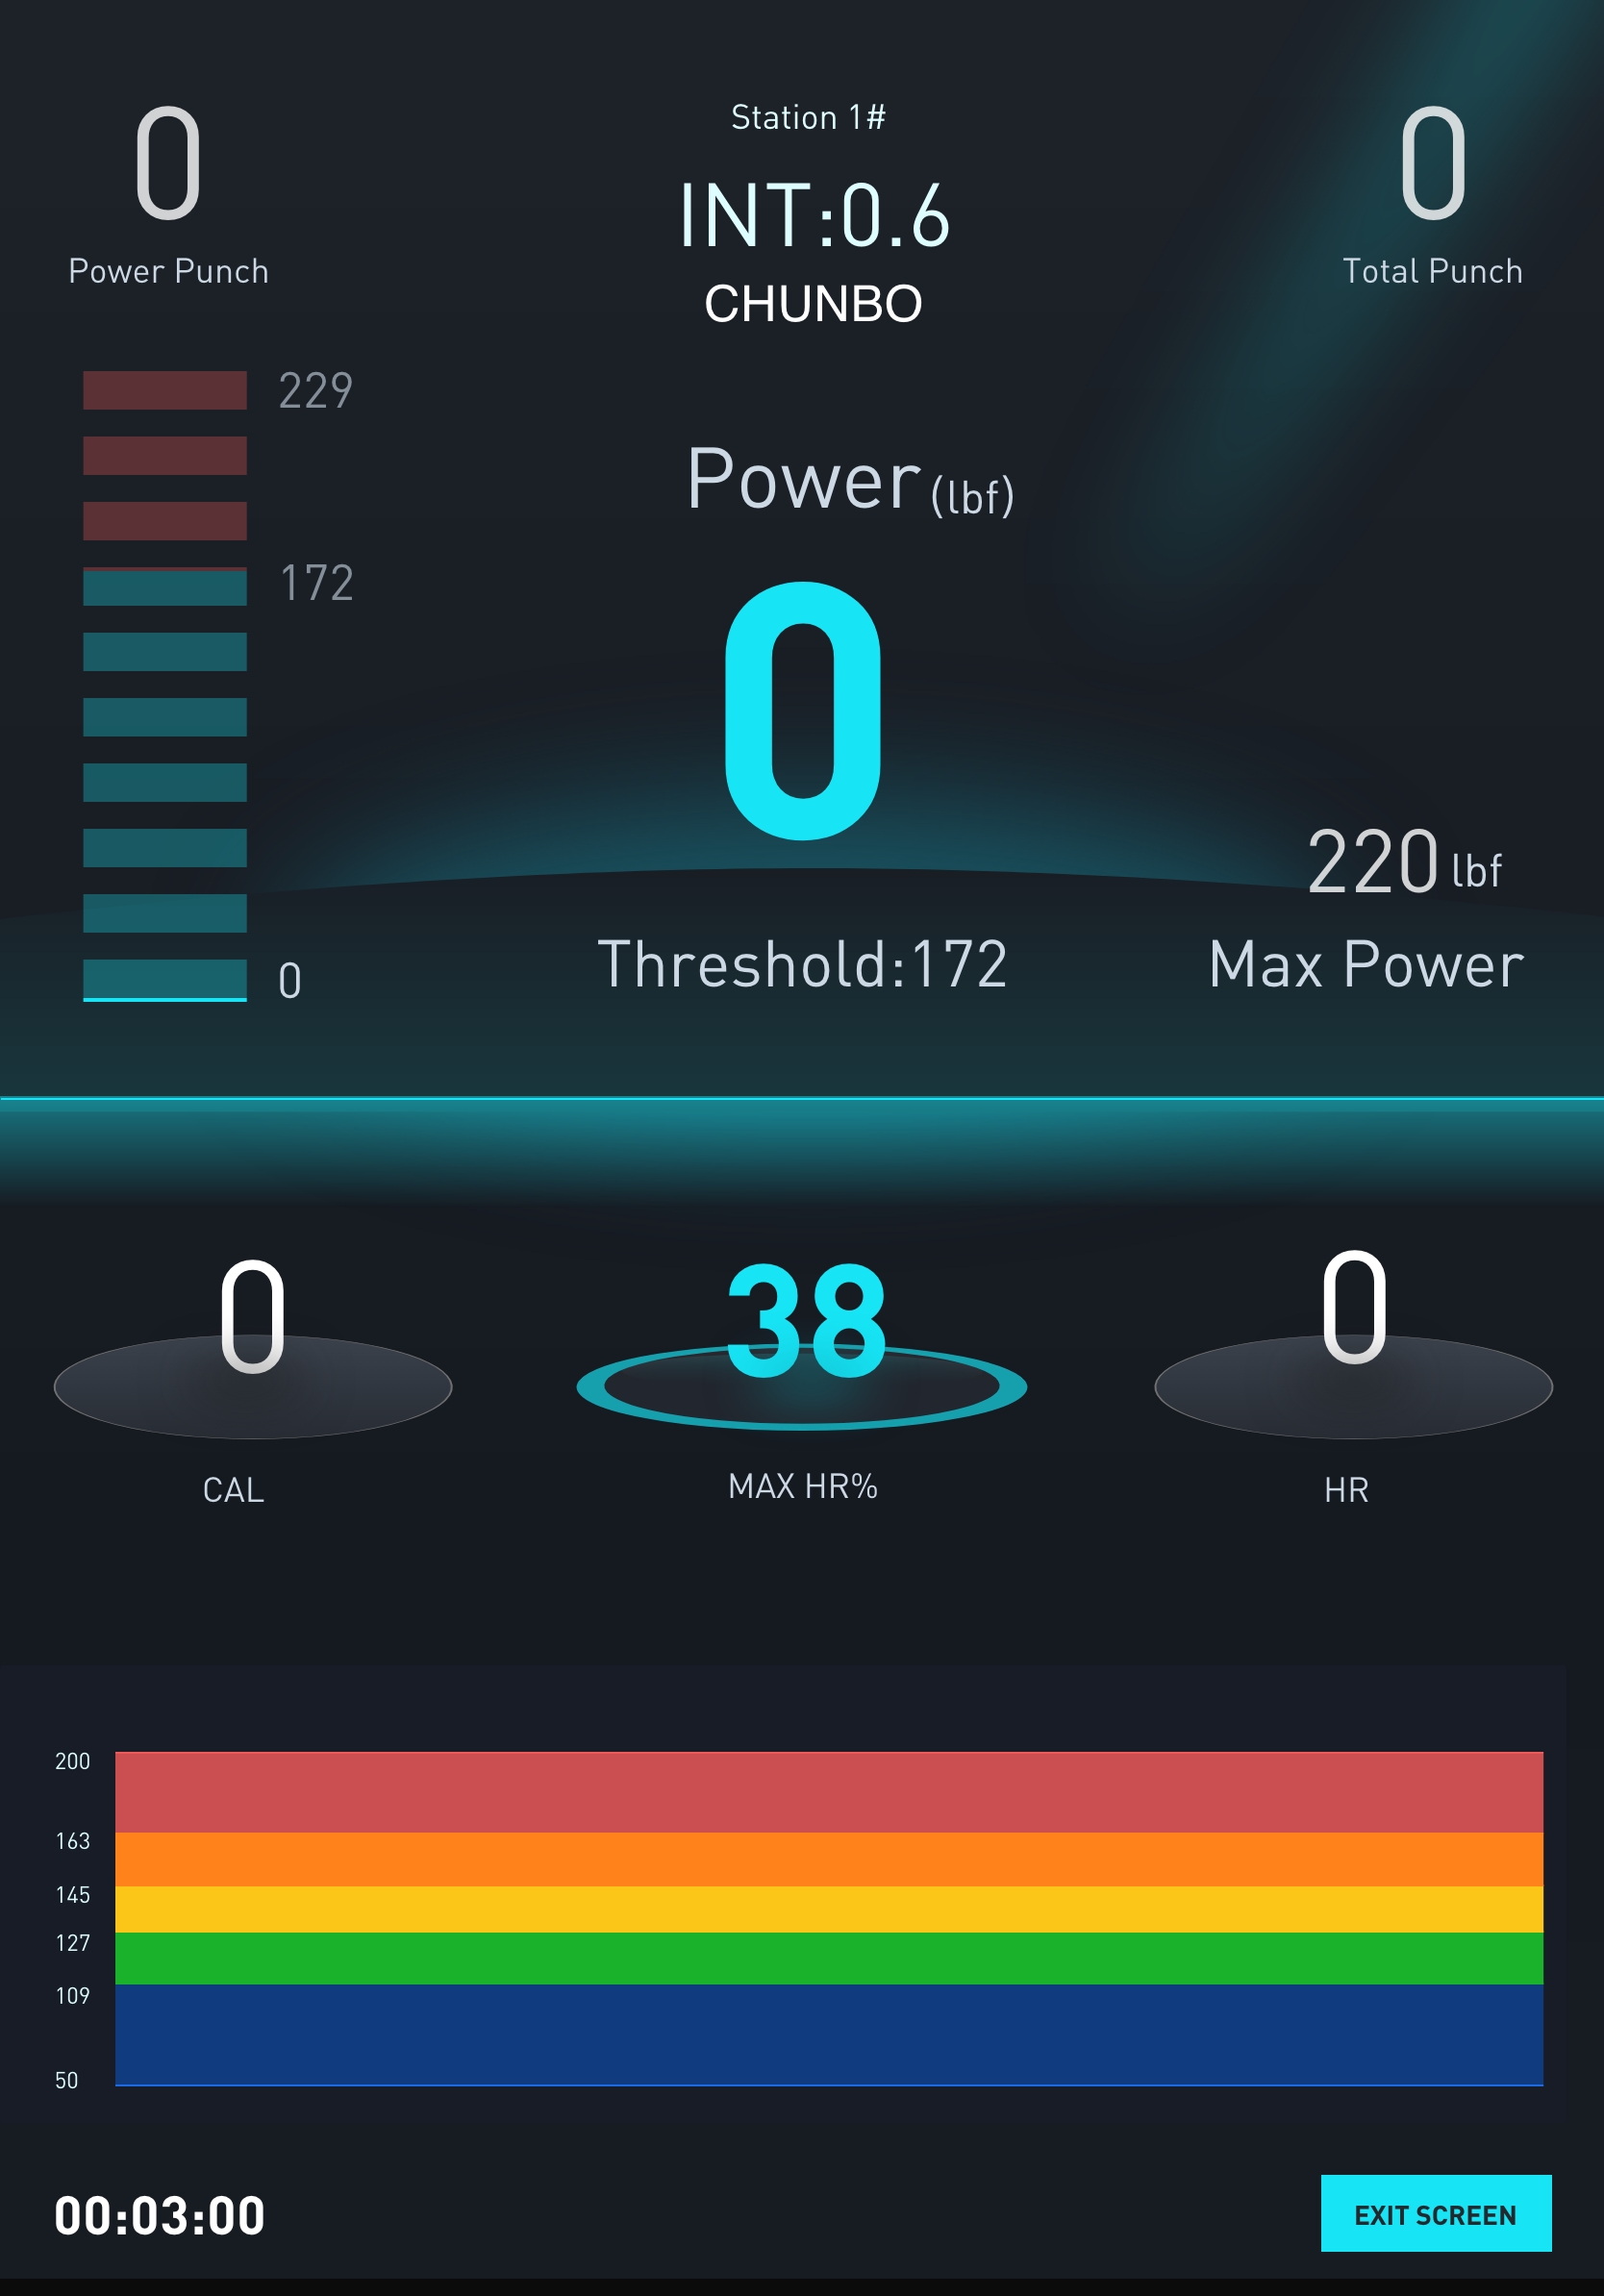 0
Power Punch
Station 1#
INT:0.6
CHUNBO
0
Total Punch
229
172
0
Power(lbf)
0
Threshold:172
220 lbf
Max Power
0
CAL
38
MAX HR%
0
HR
200
163
145
127
109
50
00:03:00
EXIT SCREEN